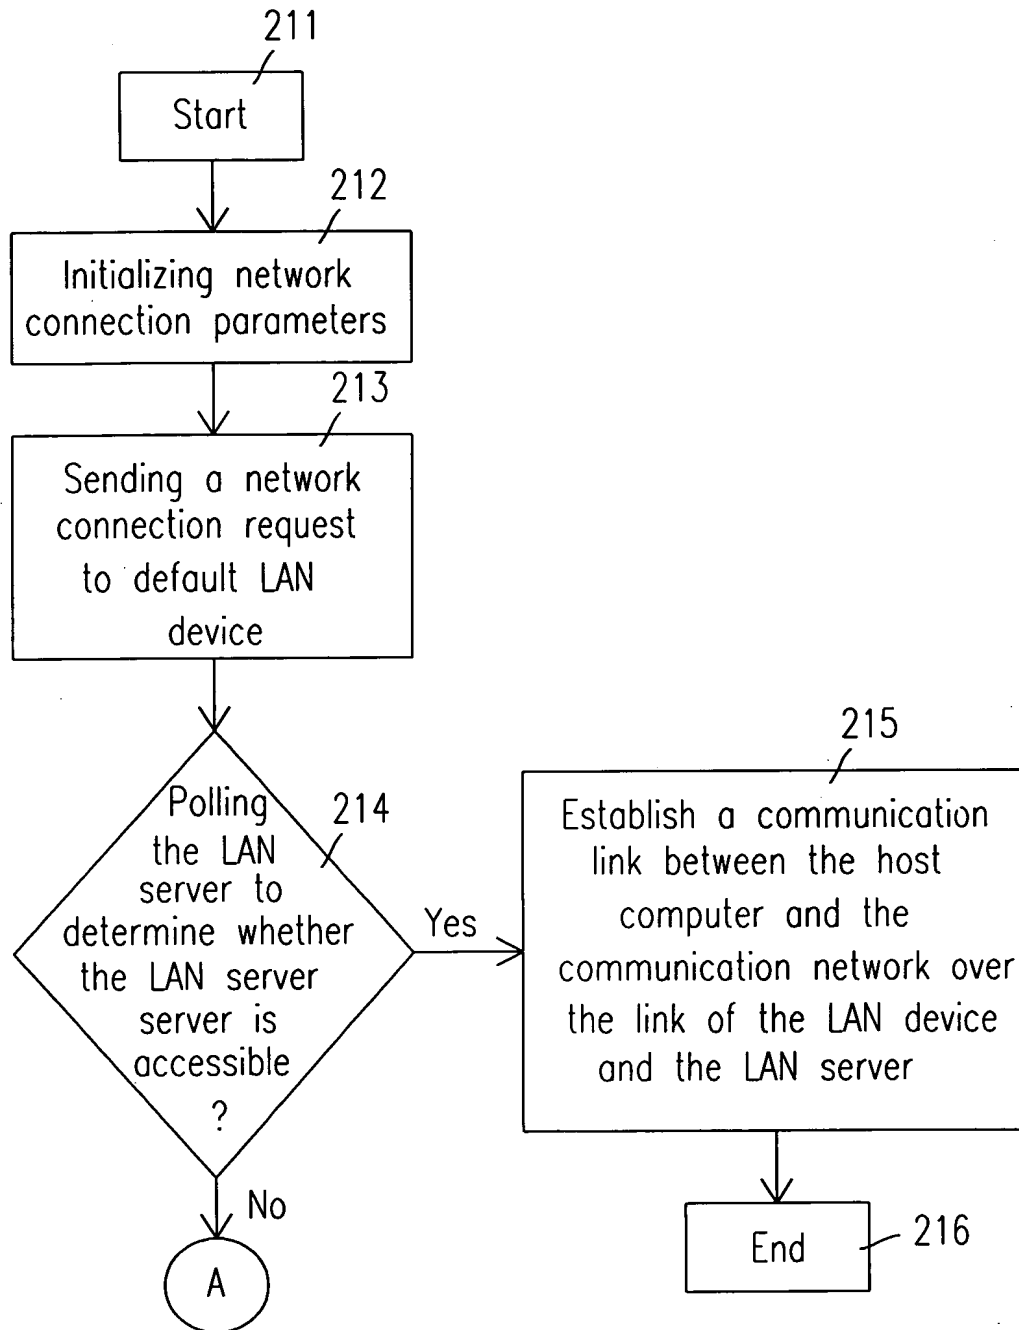 211
Start
212
Initializing network
connection parameters
213
Sending a network
connection request
to default LAN
device
Polling
the LAN
server to
determine whether
the LAN server
server is
accessible
?
214
Yes
No
A
215
Establish a communication
link between the host
computer and the
communication network over
the link of the LAN device
and the LAN server
End
216